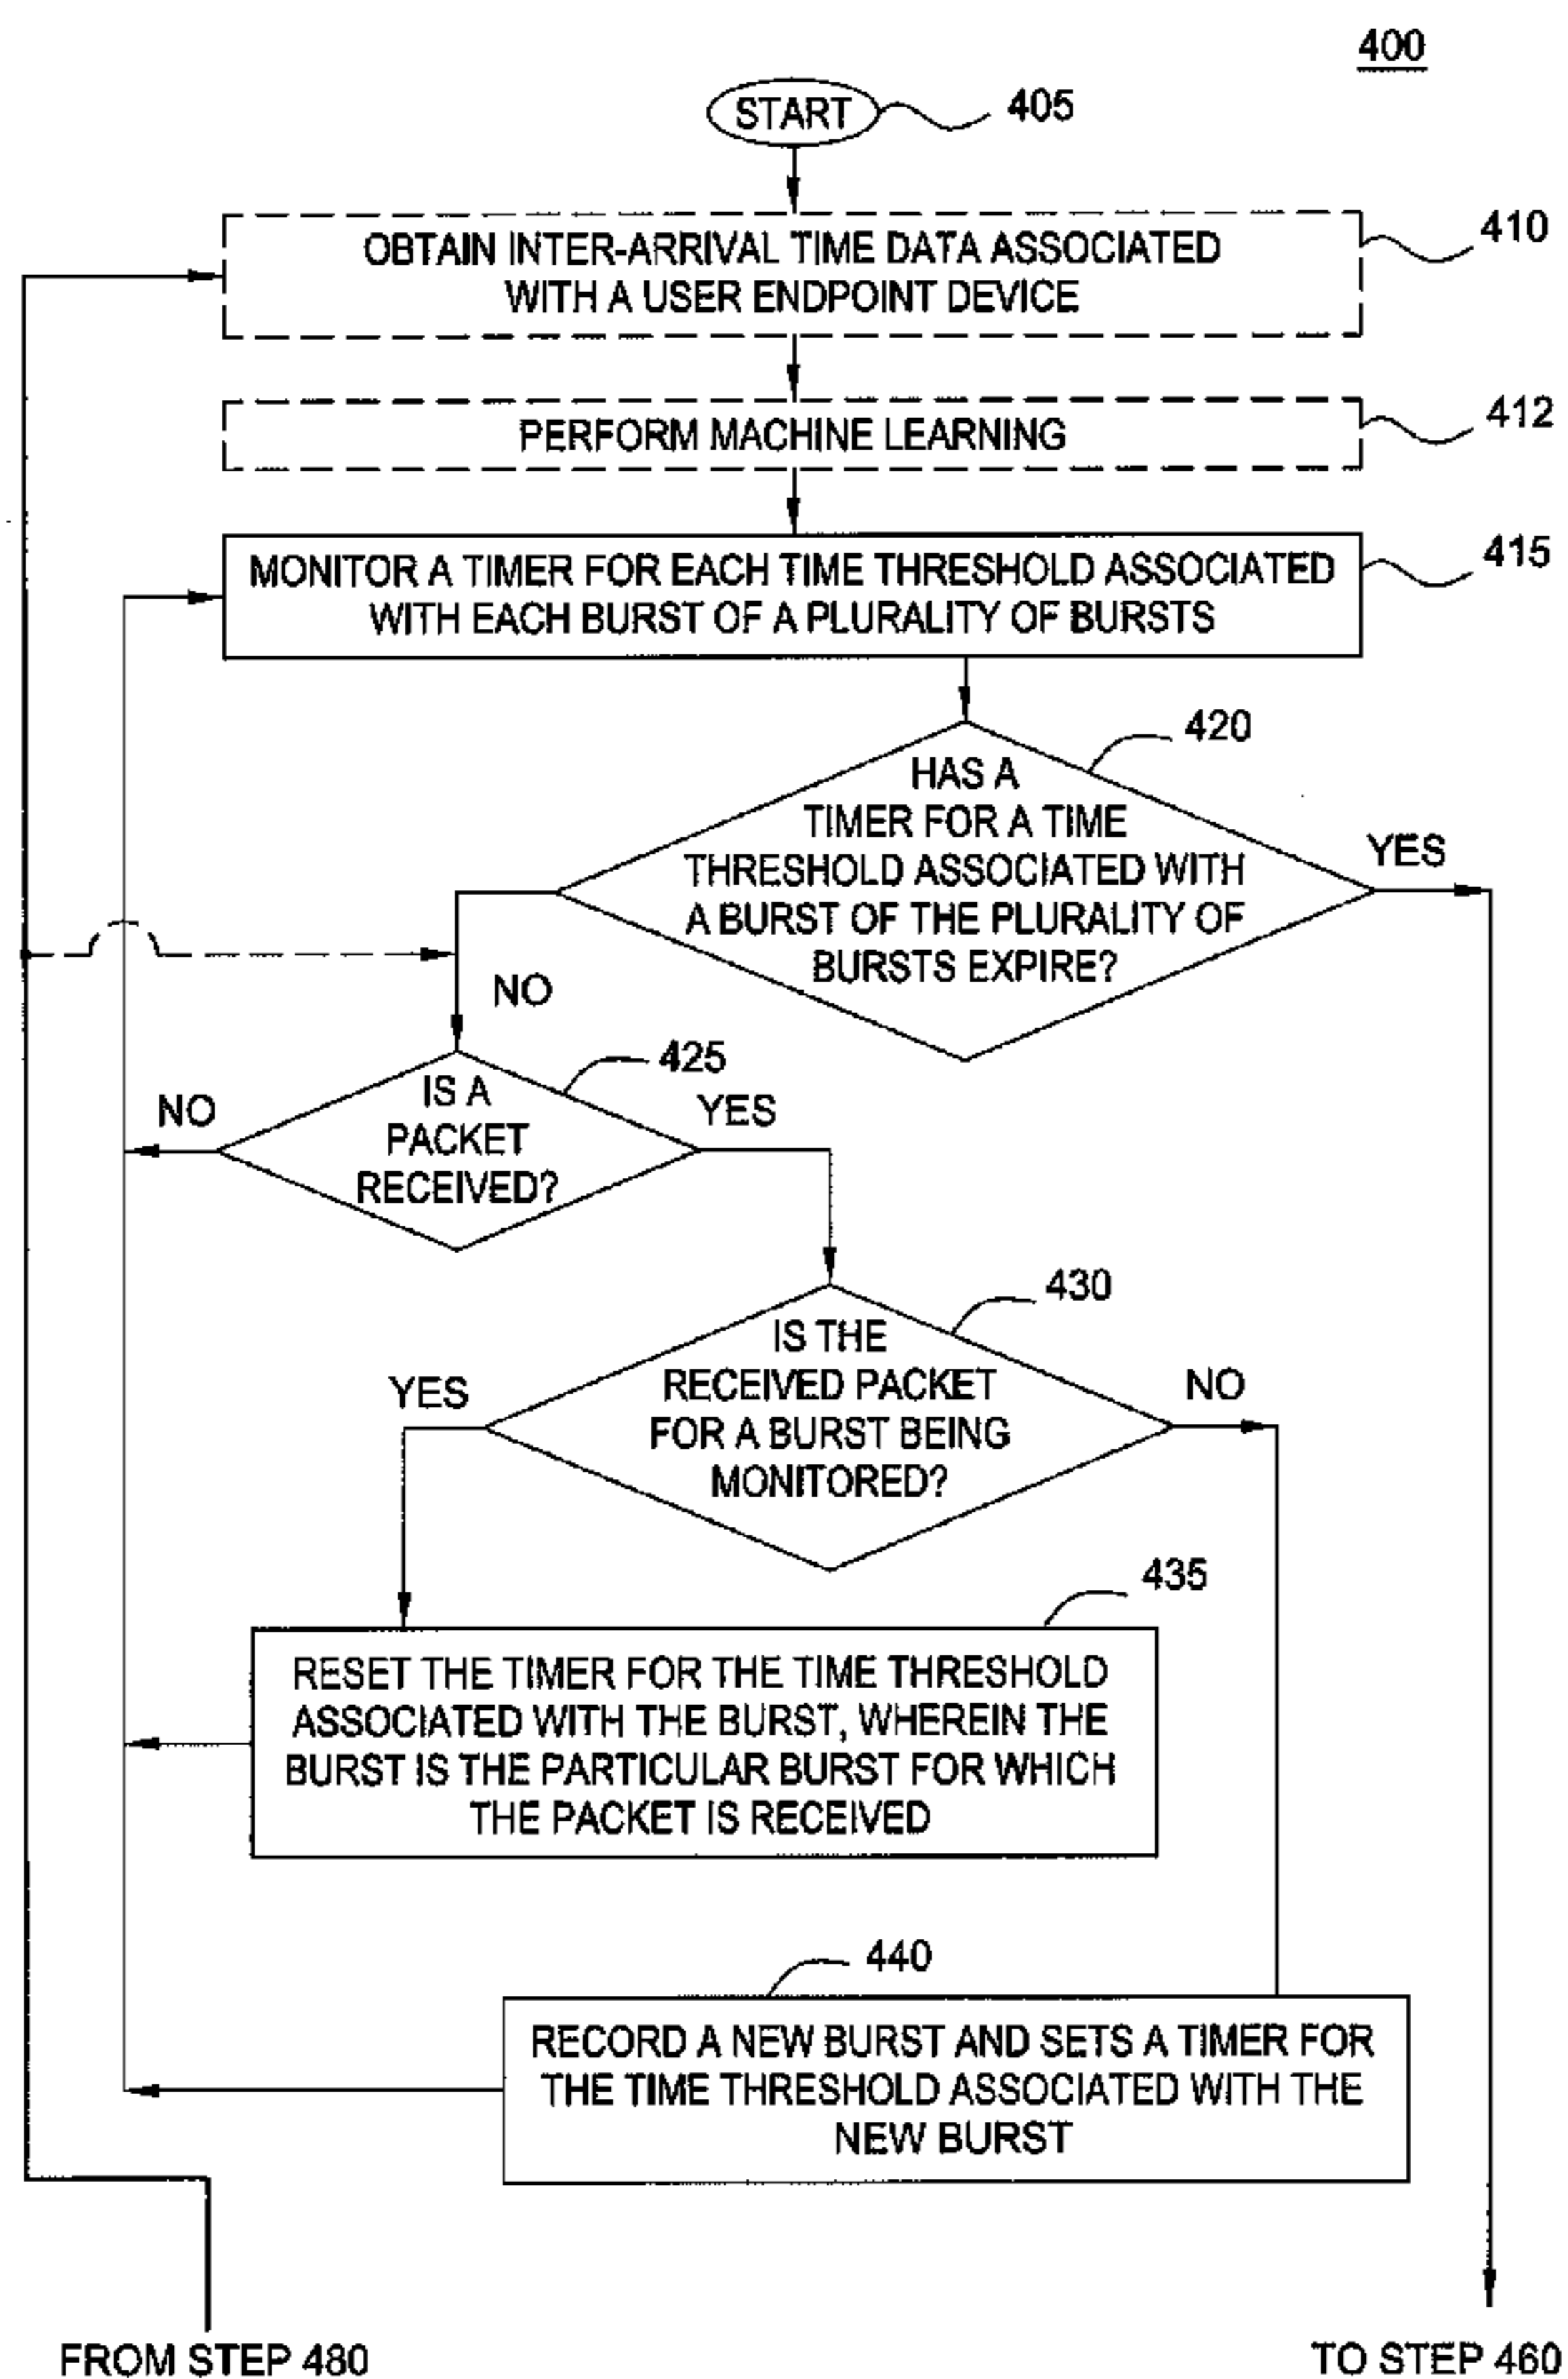 400
START
405
OBTAIN INTER-ARRIVAL TIME DATA ASSOCIATED
WITH A USER ENDPOINT DEVICE
410
PERFORM MACHINE LEARNING
412
MONITOR A TIMER FOR EACH TIME THRESHOLD ASSOCIATED
WITH EACH BURST OF A PLURALITY OF BURSTS
415
420
HAS A
TIMER FOR A TIME
THRESHOLD ASSOCIATED WITH
A BURST OF THE PLURALITY OF
BURSTS EXPIRE?
YES
NO
425
IS A
PACKET
RECEIVED?
NO
YES
430
IS THE
RECEIVED PACKET
FOR A BURST BEING
MONITORED?
YES
NO
435
RESET THE TIMER FOR THE TIME THRESHOLD
ASSOCIATED WITH THE BURST, WHEREIN THE
BURST IS THE PARTICULAR BURST FOR WHICH
THE PACKET IS RECEIVED
440
RECORD A NEW BURST AND SETS A TIMER FOR
THE TIME THRESHOLD ASSOCIATED WITH THE
NEW BURST
FROM STEP 480
TO STEP 460